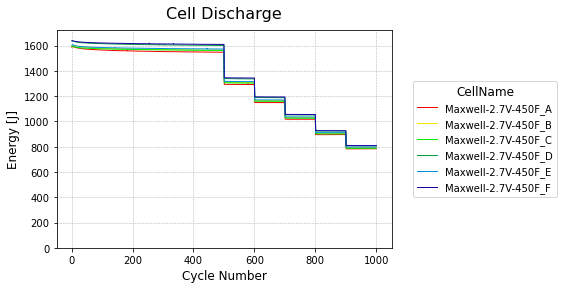 Cell Discharge
Energy [J]
1600
1400
1200
1000
800
600
400
200
0
0 200 400 600 800 1000
Cycle Number
CellName
Maxwell-2.7V-450F_A
Maxwell-2.7V-450F_B
Maxwell-2.7V-450F_C
Maxwell-2.7V-450F_D
Maxwell-2.7V-450F_E
Maxwell-2.7V-450F_F